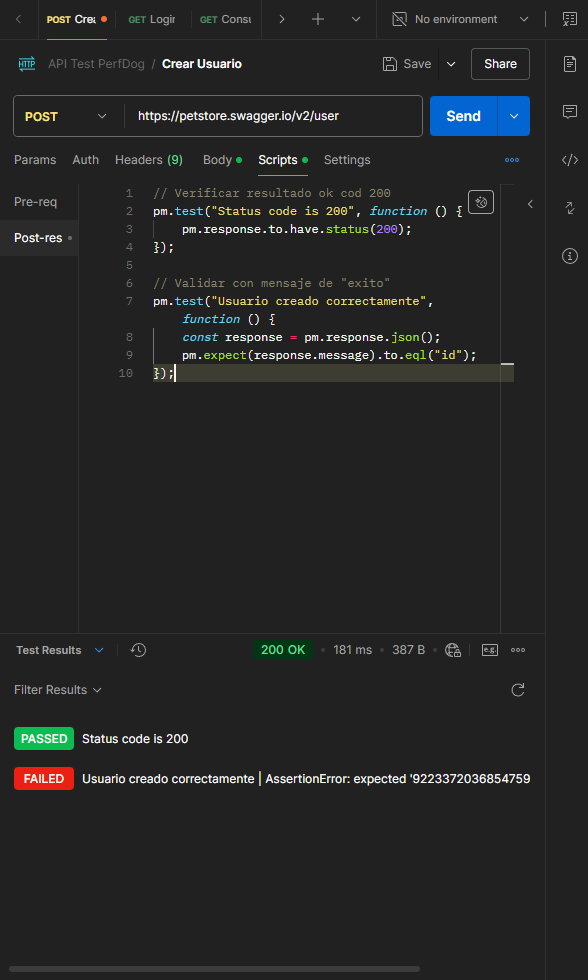 POST Crea
GET Login
GET Consu
No environment
HTTP API Test PerfDog / Crear Usuario
Save
Share
POST
https://petstore.swagger.io/v2/user
Send
Params Auth Headers (9) Body Scripts Settings
Pre-req
Post-res
1 // Verificar resultado ok cod 200
2 pm.test("Status code is 200", function () {
3 pm.response.to.have.status(200);
4 });
5
6 // Validar con mensaje de "exito"
7 pm.test("Usuario creado correctamente",
function () {
8 const response = pm.response.json();
9 pm.expect(response.message).to.eql("id");
10 });
Test Results
200 OK • 181 ms • 387 B
e.g.
Filter Results
PASSED Status code is 200
FAILED Usuario creado correctamente | AssertionError: expected '9223372036854759